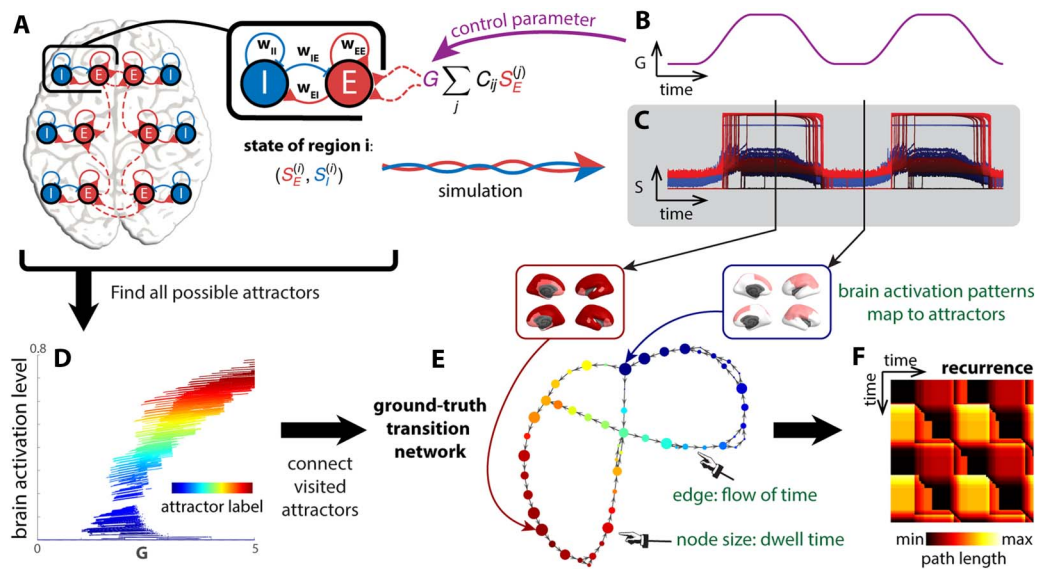 A
I
E
E
I
I
E
E
I
I
E
E
I
w_II
w_IE
w_EE
w_EI
I
E
G ∑_j C_ij S_E^(j)
control parameter
state of region i:
(S_E^(i), S_I^(i))
simulation
B
G
time
C
S
time
Find all possible attractors
brain activation patterns
map to attractors
D
0.8
brain activation level
attractor label
0
G
5
connect
visited
attractors
E
ground-truth
transition
network
edge: flow of time
node size: dwell time
F
time
recurrence
time
min
max
path length